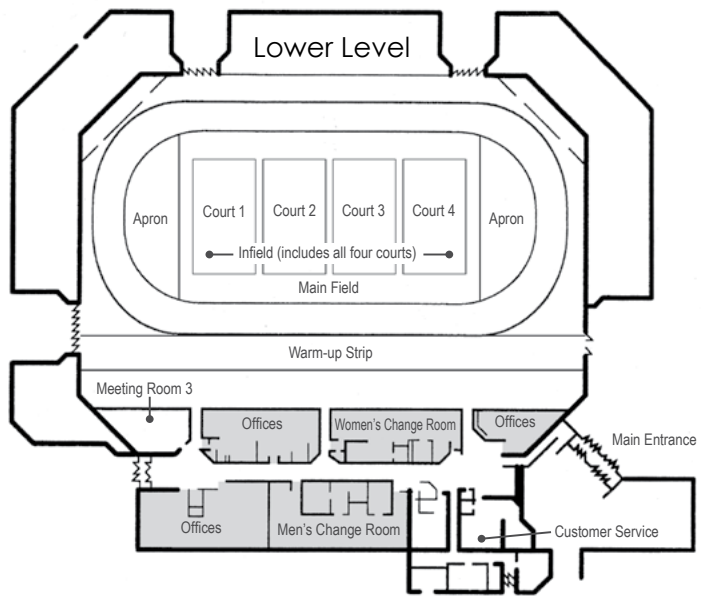 Lower Level
Court 1
Court 2
Court 3
Court 4
Apron
Apron
Infield (includes all four courts)
Main Field
Warm-up Strip
Meeting Room 3
Offices
Women's Change Room
Offices
Main Entrance
Offices
Men's Change Room
Customer Service